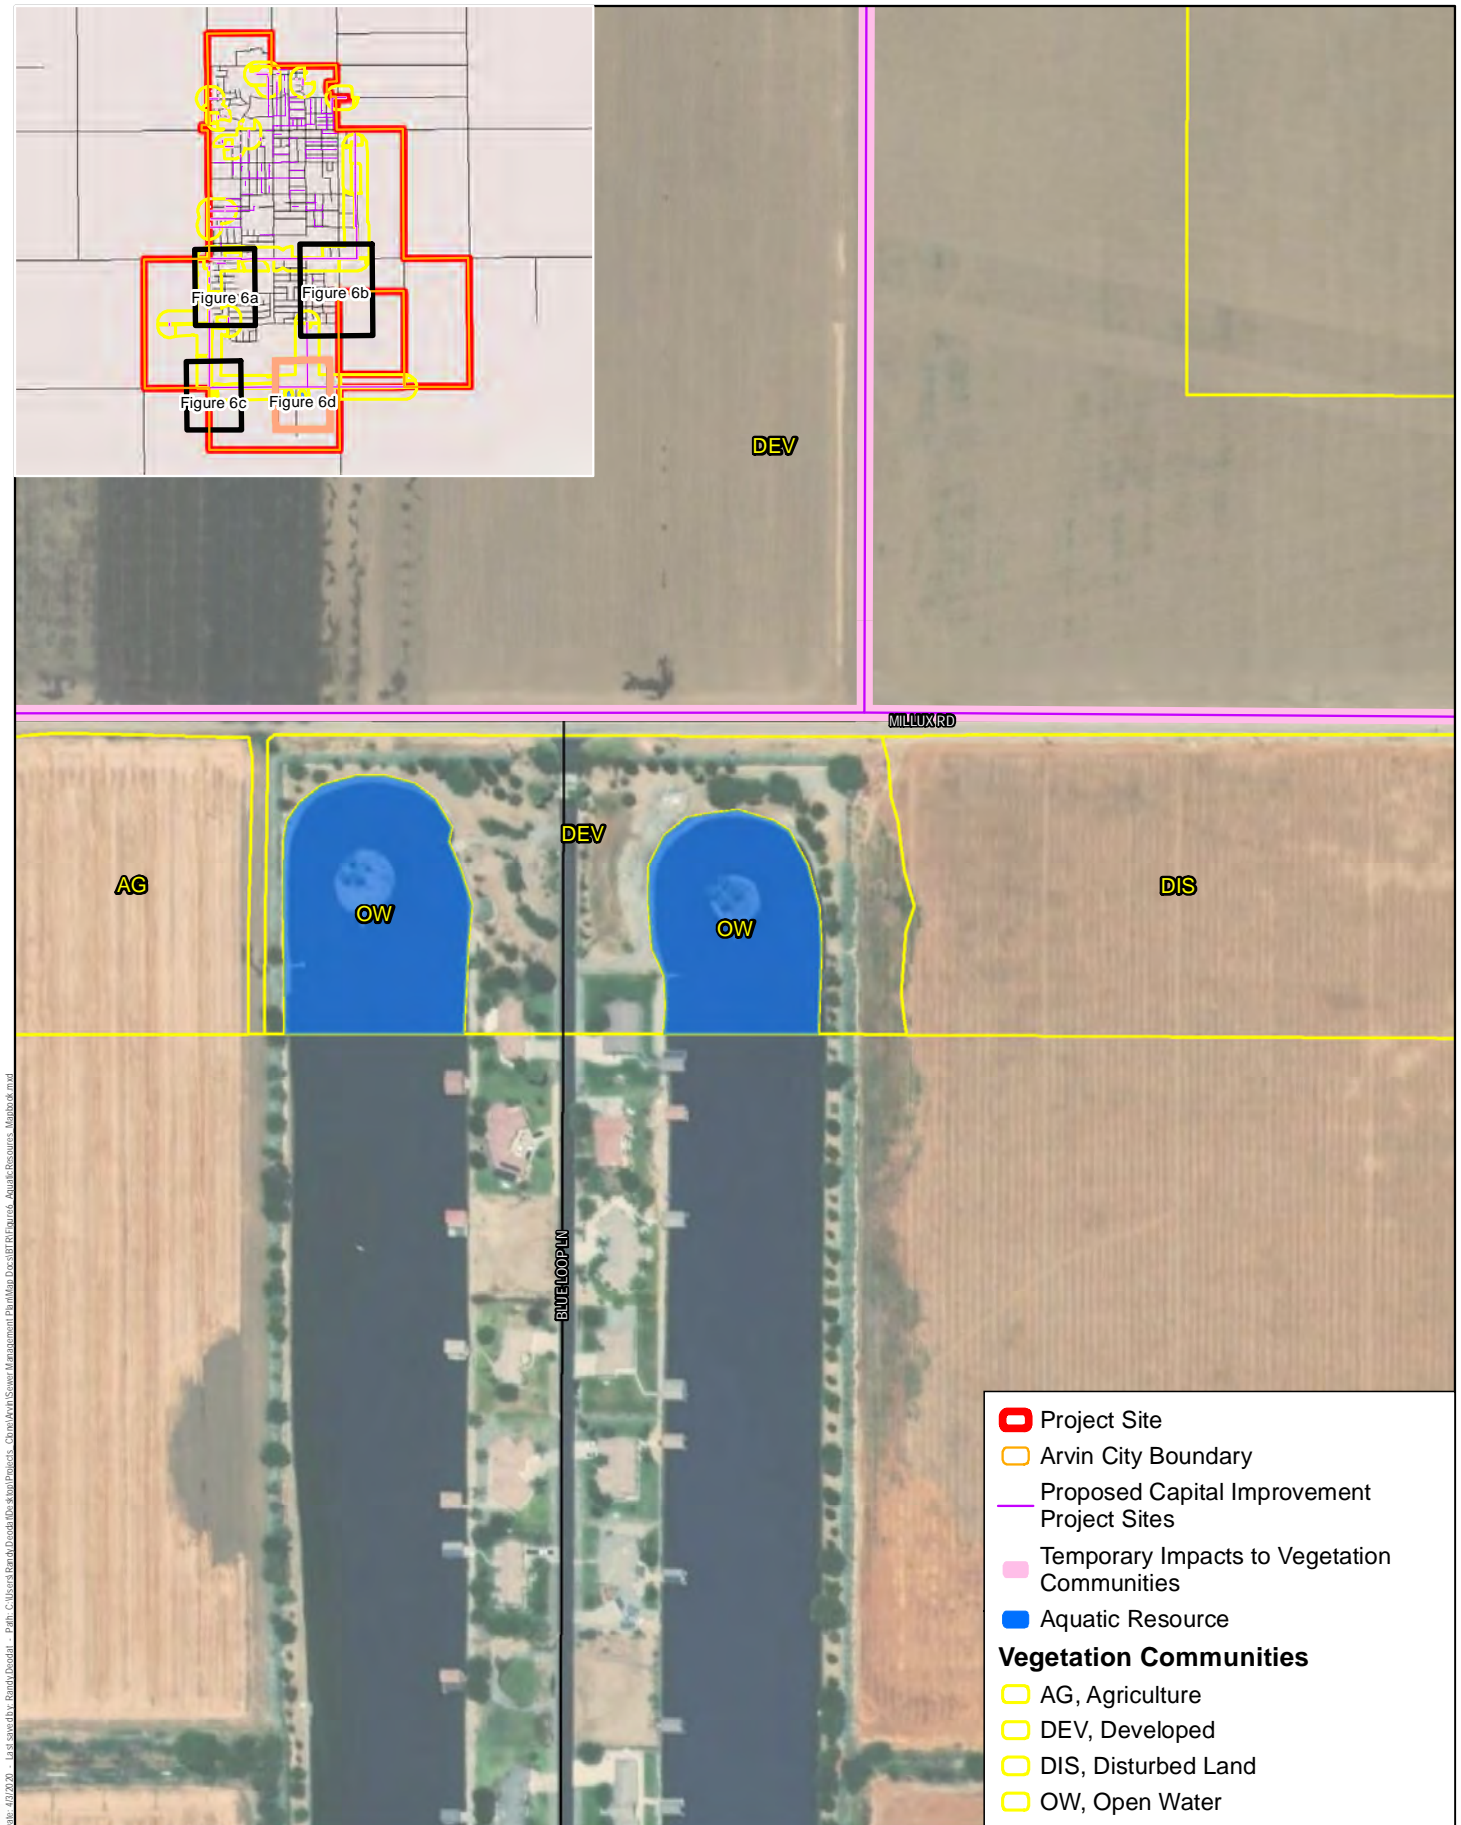 Figure 6a
Figure 6b
Figure 6c
Figure 6d
DEV
MILLUX RD
DEV
AG
OW
OW
DIS
BLUE LOOP LN
Project Site
Arvin City Boundary
Proposed Capital Improvement
Project Sites
Temporary Impacts to Vegetation
Communities
Aquatic Resource
Vegetation Communities
AG, Agriculture
DEV, Developed
DIS, Disturbed Land
OW, Open Water